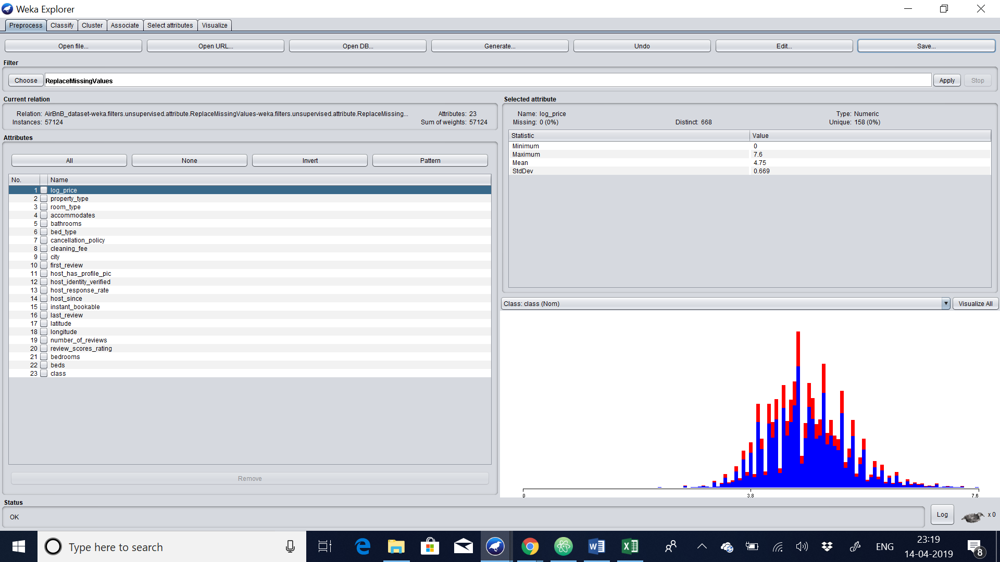 Weka Explorer
Preprocess Classify Cluster Associate Select attributes Visualize
Open file... Open URL... Open DB... Generate... Undo Edit... Save...
Filter
Choose ReplaceMissingValues Apply Stop
Current relation
Relation: AirBnB_dataset-weka.filters.unsupervised.attribute.ReplaceMissingValues-weka.filters.unsupervised.attribute.ReplaceMissing... Attributes: 23
Instances: 57124 Sum of weights: 57124
Attributes
All None Invert Pattern
No. Name
1 log_price
2 property_type
3 room_type
4 accommodates
5 bathrooms
6 bed_type
7 cancellation_policy
8 cleaning_fee
9 city
10 first_review
11 host_has_profile_pic
12 host_identity_verified
13 host_response_rate
14 host_since
15 instant_bookable
16 last_review
17 latitude
18 longitude
19 number_of_reviews
20 review_scores_rating
21 bedrooms
22 beds
23 class
Remove
Selected attribute
Name: log_price Type: Numeric
Missing: 0 (0%) Distinct: 668 Unique: 158 (0%)
Statistic Value
Minimum 0
Maximum 7.6
Mean 4.75
StdDev 0.669
Class: class (Nom) Visualize All
0 3.8 7.6
Status
OK
Log x 0
Type here to search
ENG
23:19
14-04-2019
8